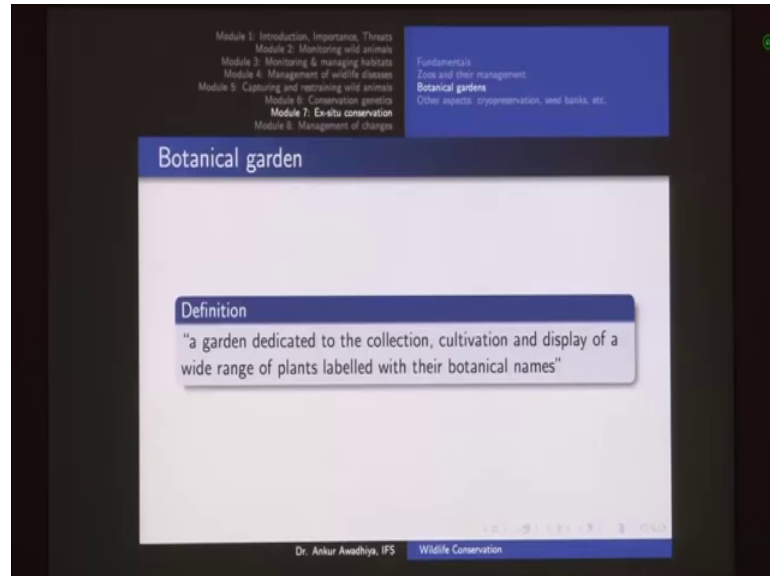 Module 1: Introduction, Importance, Threats
Module 2: Monitoring wild animals
Module 3: Monitoring & managing habitats
Module 4: Management of wildlife diseases
Module 5: Capturing and restraining wild animals
Module 6: Conservation genetics
Module 7: Ex-situ conservation
Module 8: Management of changes
Fundamentals
Zoos and their management
Botanical gardens
Other aspects: cryopreservation, seed banks, etc.
Botanical garden
Definition
"a garden dedicated to the collection, cultivation and display of a
wide range of plants labelled with their botanical names"
Dr. Ankur Awadhiya, IFS
Wildlife Conservation